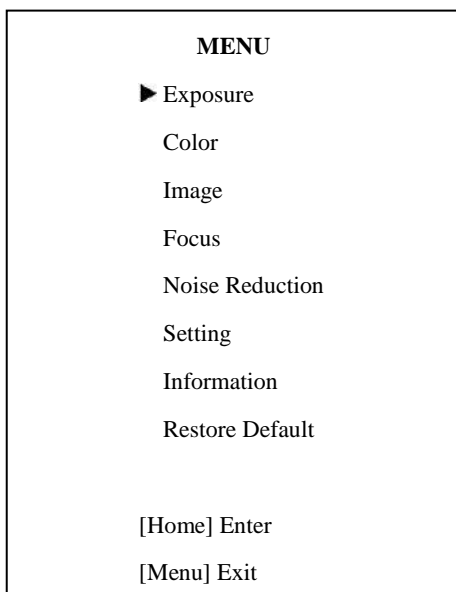 MENU
Exposure
Color
Image
Focus
Noise Reduction
Setting
Information
Restore Default
[Home] Enter
[Menu] Exit